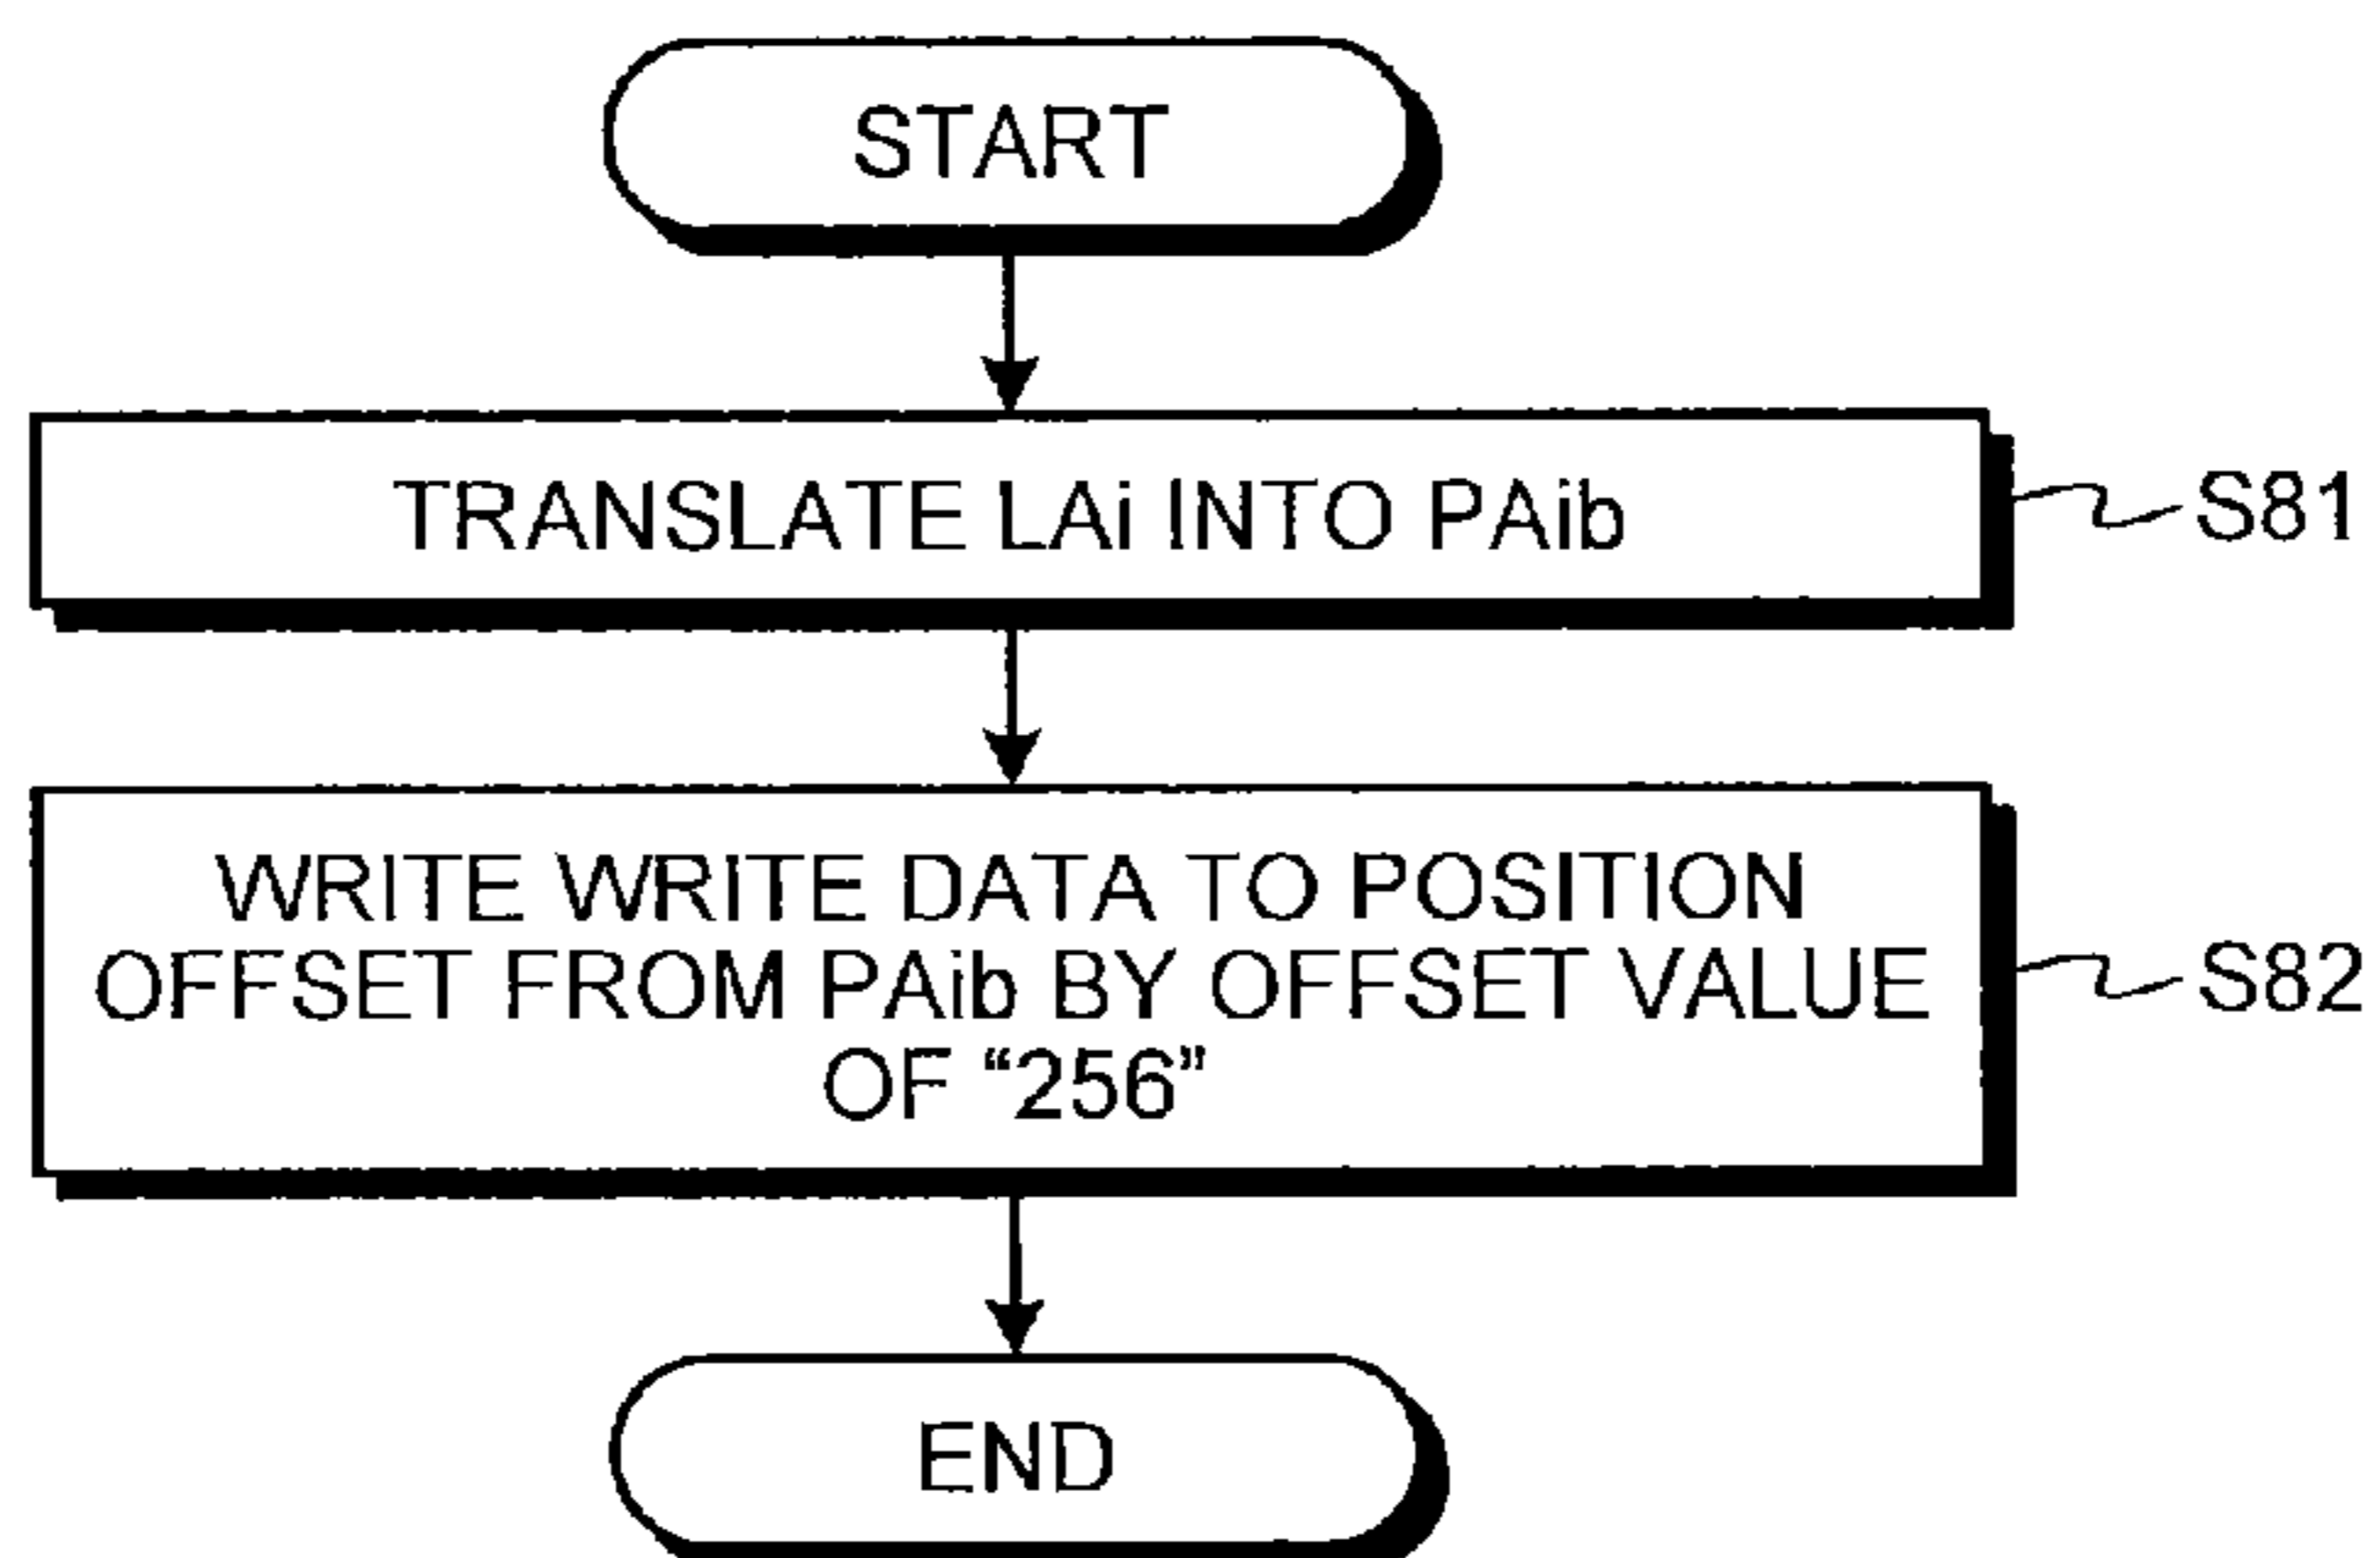 START
TRANSLATE LAi INTO PAib
S81
WRITE WRITE DATA TO POSITION
OFFSET FROM PAib BY OFFSET VALUE
OF “256”
S82
END